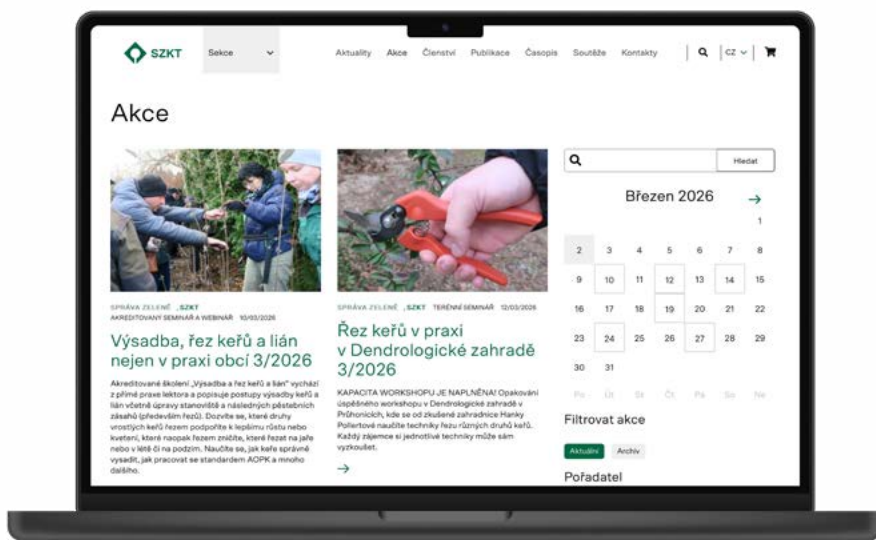 SZKT
Sekce
Aktuality Akce Členství Publikace Časopis Soutěže Kontakty CZ
Akce
SPRÁVA ZELENĚ , SZKT
AKREDITOVANÝ SEMINÁŘ A WEBINÁŘ 10/03/2026
Výsadba, řez keřů a lián
nejen v praxi obcí 3/2026
Akreditované školení „Výsadba a řez keřů a lián“ vychází
z přímé praxe lektora a popisuje postupy výsadby keřů a
lián včetně úpravy stanoviště a následných pěstebních
zásahů (především řezů). Dozvíte se, které druhy
vrostlých keřů řezem podpoříte k lepšímu růstu nebo
kvetení, které naopak řezem zničíte, které řezat na jaře
nebo v létě či na podzim. Naučíte se, jak keře správně
vysadit, jak pracovat se standardem AOPK a mnoho
dalšího.
SPRÁVA ZELENĚ , SZKT TERÉNNÍ SEMINÁŘ 12/03/2026
Řez keřů v praxi
v Dendrologické zahradě
3/2026
KAPACITA WORKSHOPU JE NAPLNĚNA! Opakování
úspěšného workshopu v Dendrologické zahradě v
Průhonicích, kde se od zkušené zahradnice Hanky
Pollertové naučíte techniky řezu různých druhů keřů.
Každý zájemce si jednotlivé techniky může sám
vyzkoušet.
Hledat
Březen 2026
1
2 3 4 5 6 7 8
9 10 11 12 13 14 15
16 17 18 19 20 21 22
23 24 25 26 27 28 29
30 31
Po Út St Čt Pá So Ne
Filtrovat akce
Aktuální Archiv
Pořadatel